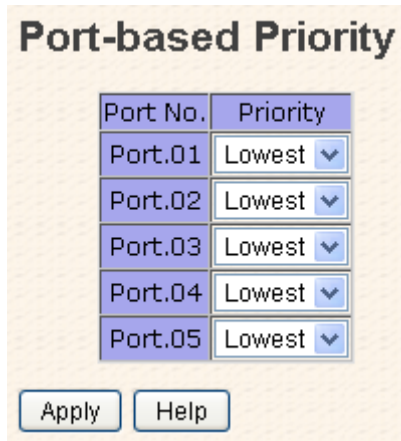 Port-based Priority
Port No. Priority
Port.01 Lowest
Port.02 Lowest
Port.03 Lowest
Port.04 Lowest
Port.05 Lowest
Apply Help